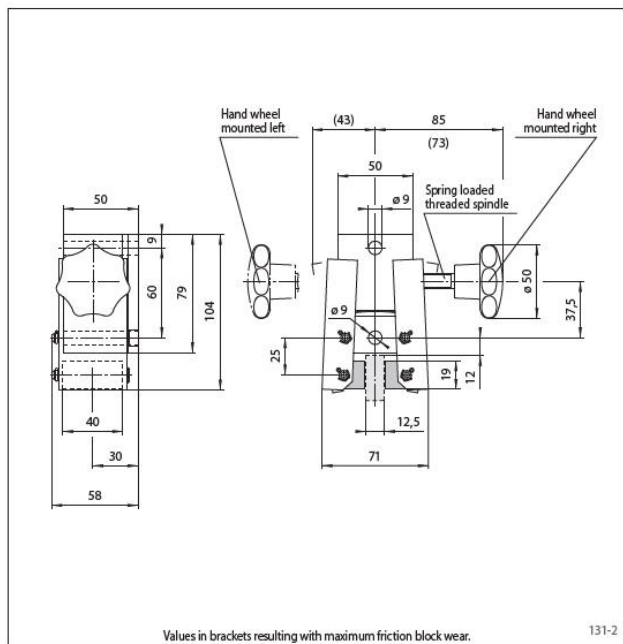 Hand wheel
mounted left
(43)
85
(73)
Hand wheel
mounted right
50
Spring loaded
threaded spindle
50
ø 9
9
60
79
104
ø 50
37,5
ø 9
25
19
12
40
12,5
30
71
58
Values in brackets resulting with maximum friction block wear.
131-2